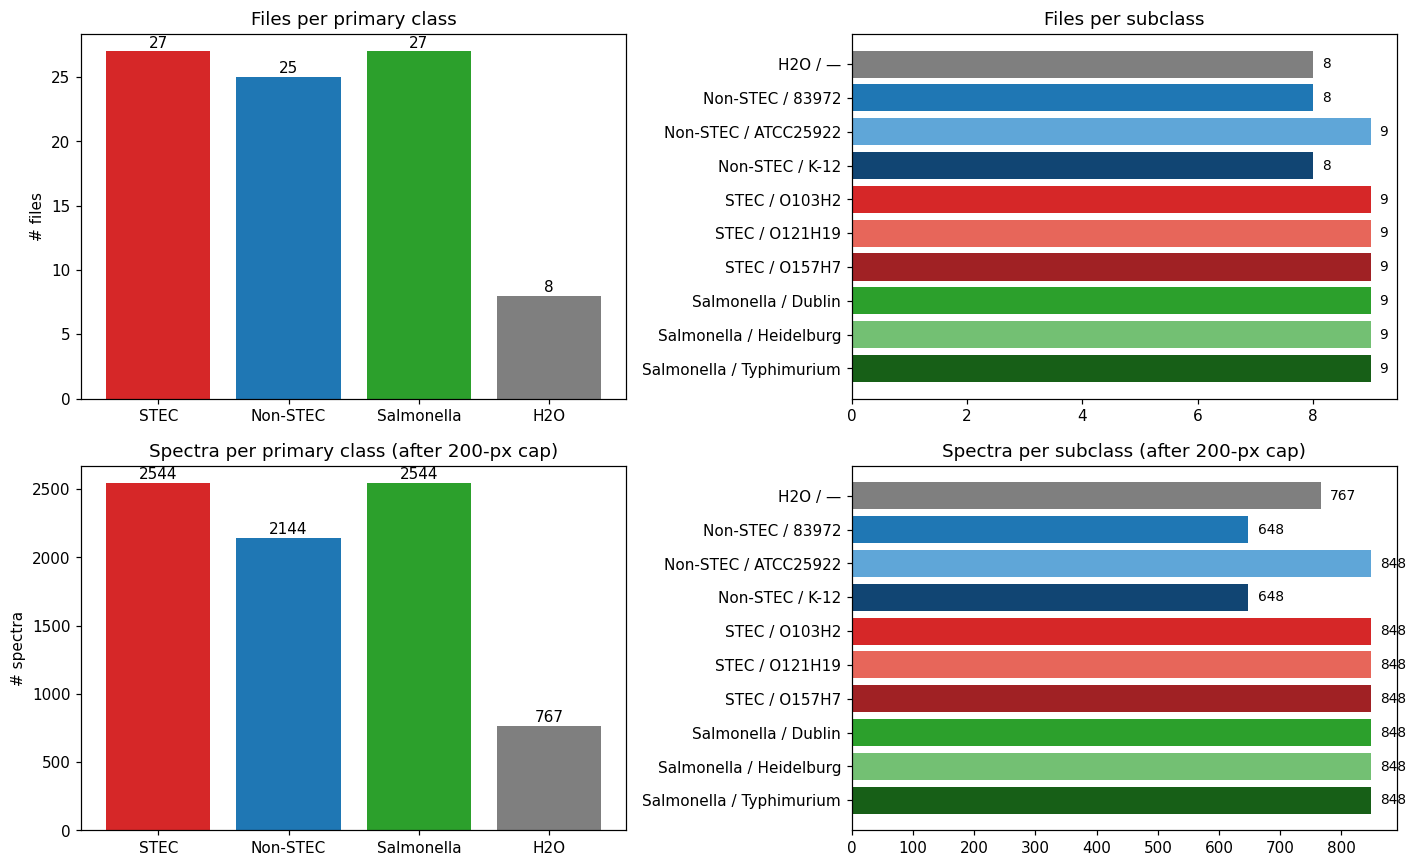 Files per primary class
27
25
27
8
# files
25
20
15
10
5
0
STEC
Non-STEC
Salmonella
H2O
Files per subclass
H2O / —
8
Non-STEC / 83972
8
Non-STEC / ATCC25922
9
Non-STEC / K-12
8
STEC / O103H2
9
STEC / O121H19
9
STEC / O157H7
9
Salmonella / Dublin
9
Salmonella / Heidelburg
9
Salmonella / Typhimurium
9
0
2
4
6
8
Spectra per primary class (after 200-px cap)
2544
2144
2544
767
# spectra
2500
2000
1500
1000
500
0
STEC
Non-STEC
Salmonella
H2O
Spectra per subclass (after 200-px cap)
H2O / —
767
Non-STEC / 83972
648
Non-STEC / ATCC25922
848
Non-STEC / K-12
648
STEC / O103H2
848
STEC / O121H19
848
STEC / O157H7
848
Salmonella / Dublin
848
Salmonella / Heidelburg
848
Salmonella / Typhimurium
848
0
100
200
300
400
500
600
700
800